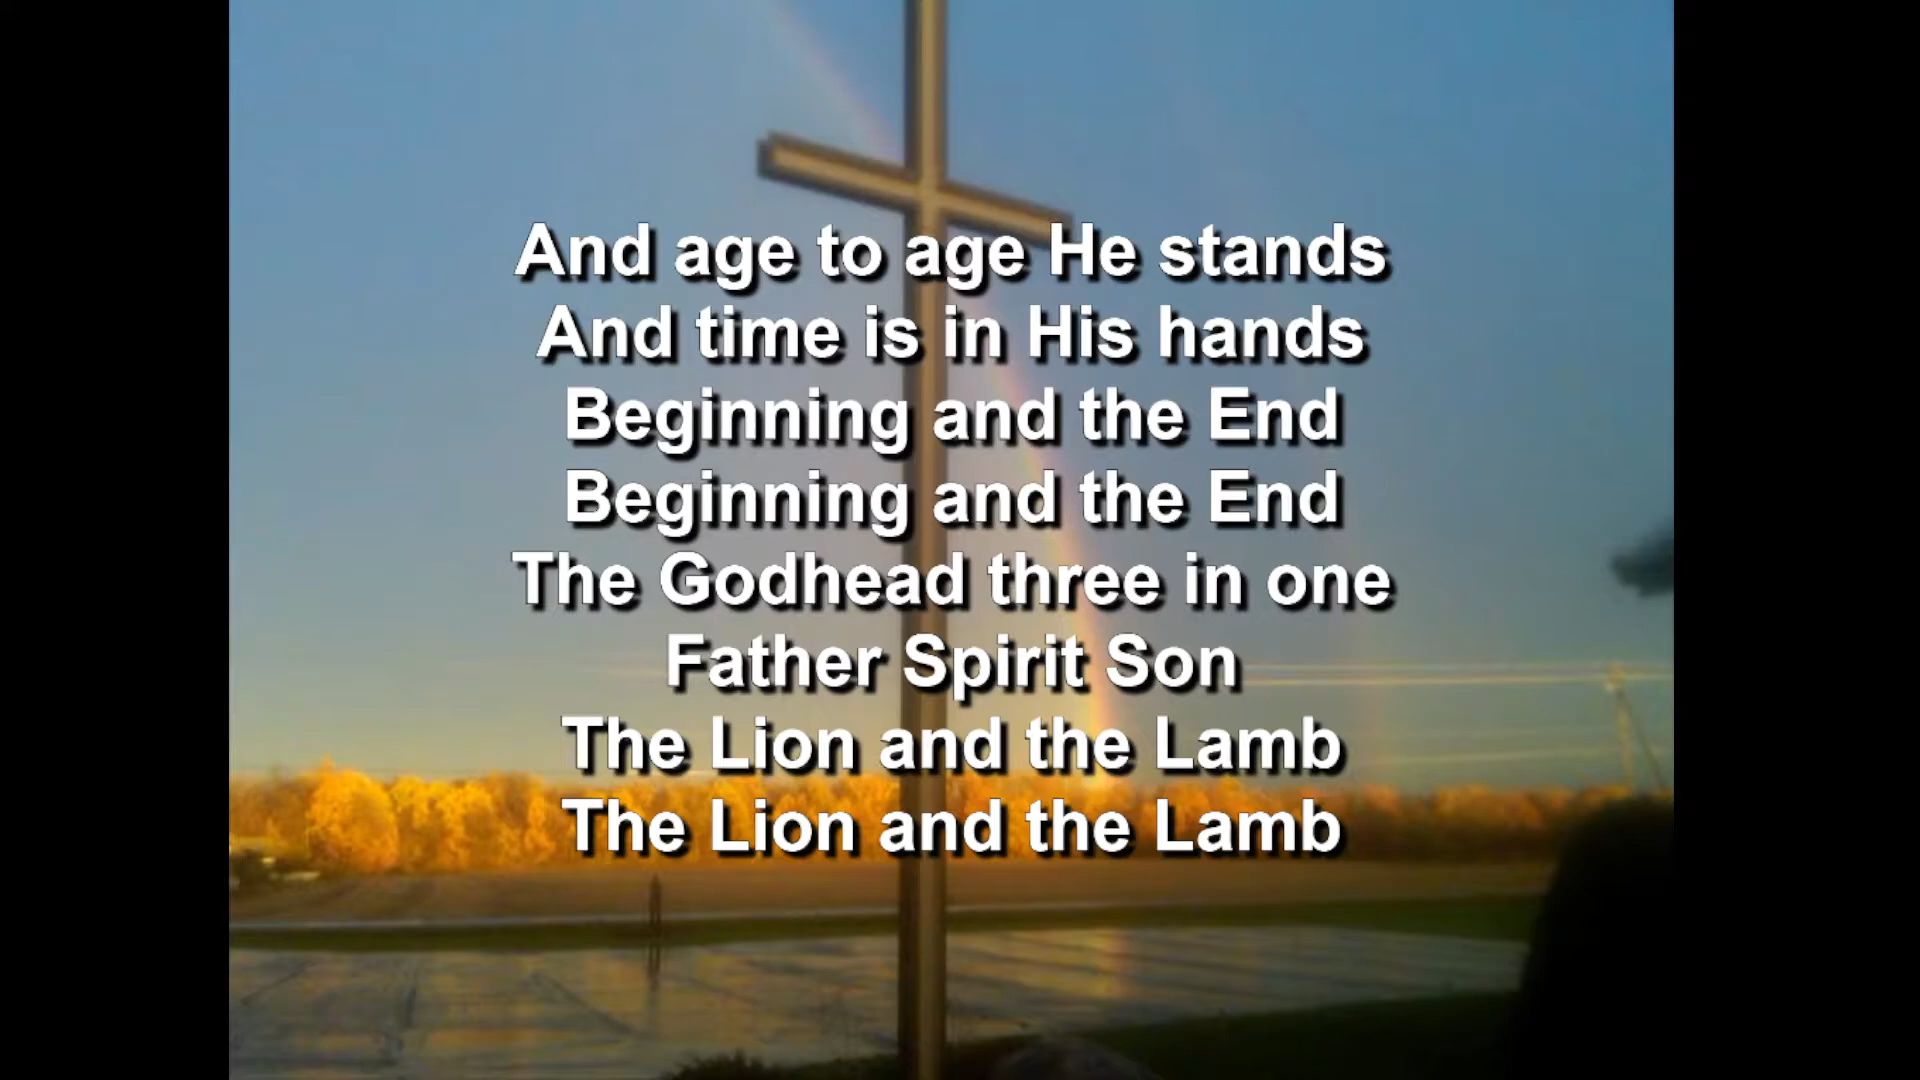 And age to age He stands
And time is in His hands
Beginning and the End
Beginning and the End
The Godhead three in one
Father Spirit Son
The Lion and the Lamb
The Lion and the Lamb